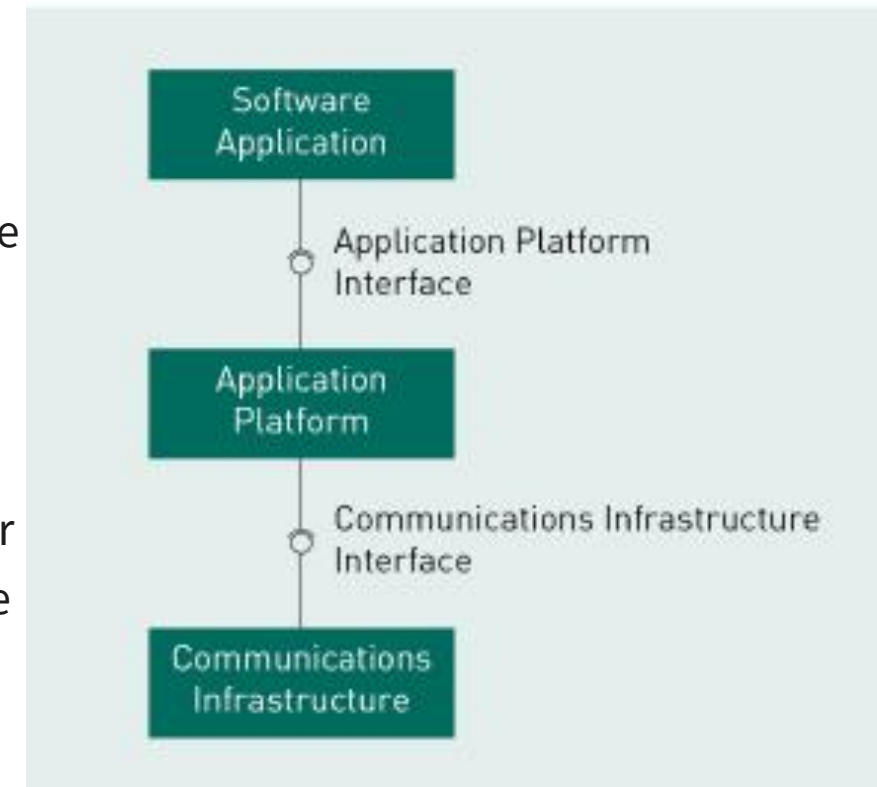 Software
Application
e
Application Platform
Interface
Application
Platform
r
Communications Infrastructure
Interface
e
Communications
Infrastructure